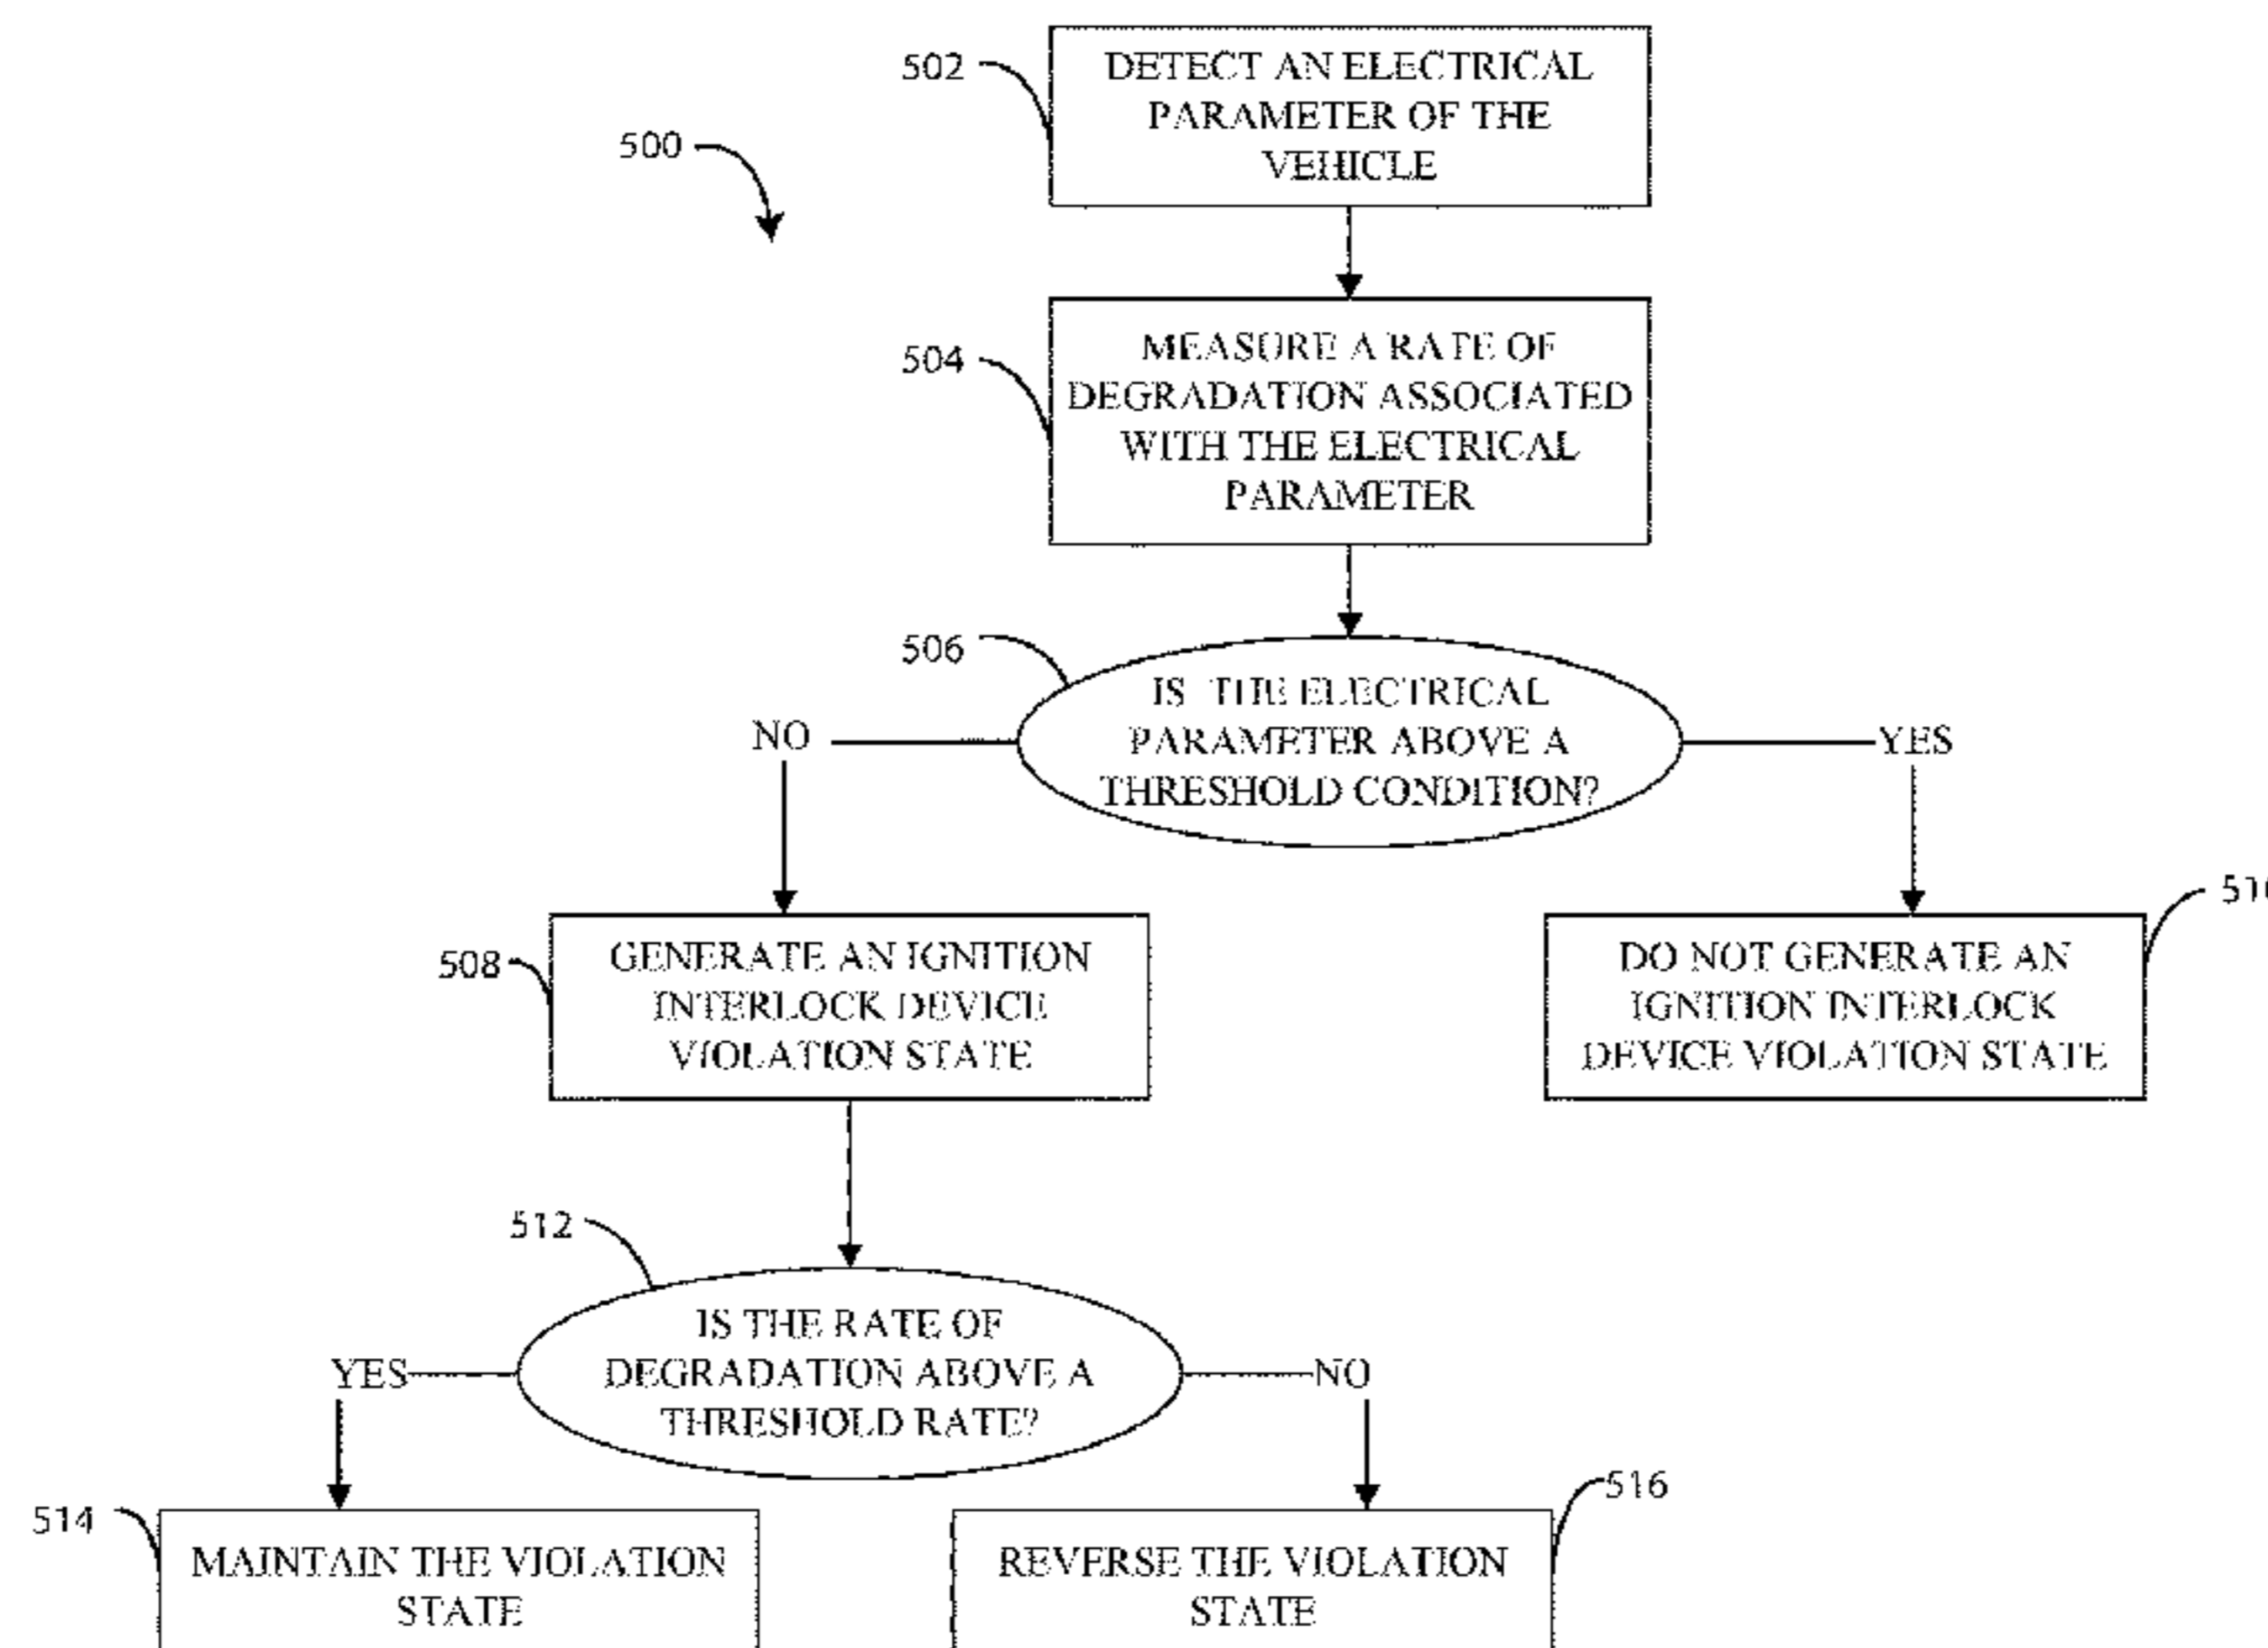 502
DETECT AN ELECTRICAL
PARAMETER OF THE
VEHICLE
500
504
MEASURE A RATE OF
DEGRADATION ASSOCIATED
WITH THE ELECTRICAL
PARAMETER
506
IS THE ELECTRICAL
PARAMETER ABOVE A
THRESHOLD CONDITION?
NO
YES
508
GENERATE AN IGNITION
INTERLOCK DEVICE
VIOLATION STATE
DO NOT GENERATE AN
IGNITION INTERLOCK
DEVICE VIOLATION STATE
512
IS THE RATE OF
DEGRADATION ABOVE A
THRESHOLD RATE?
YES
NO
514
MAINTAIN THE VIOLATION
STATE
516
REVERSE THE VIOLATION
STATE